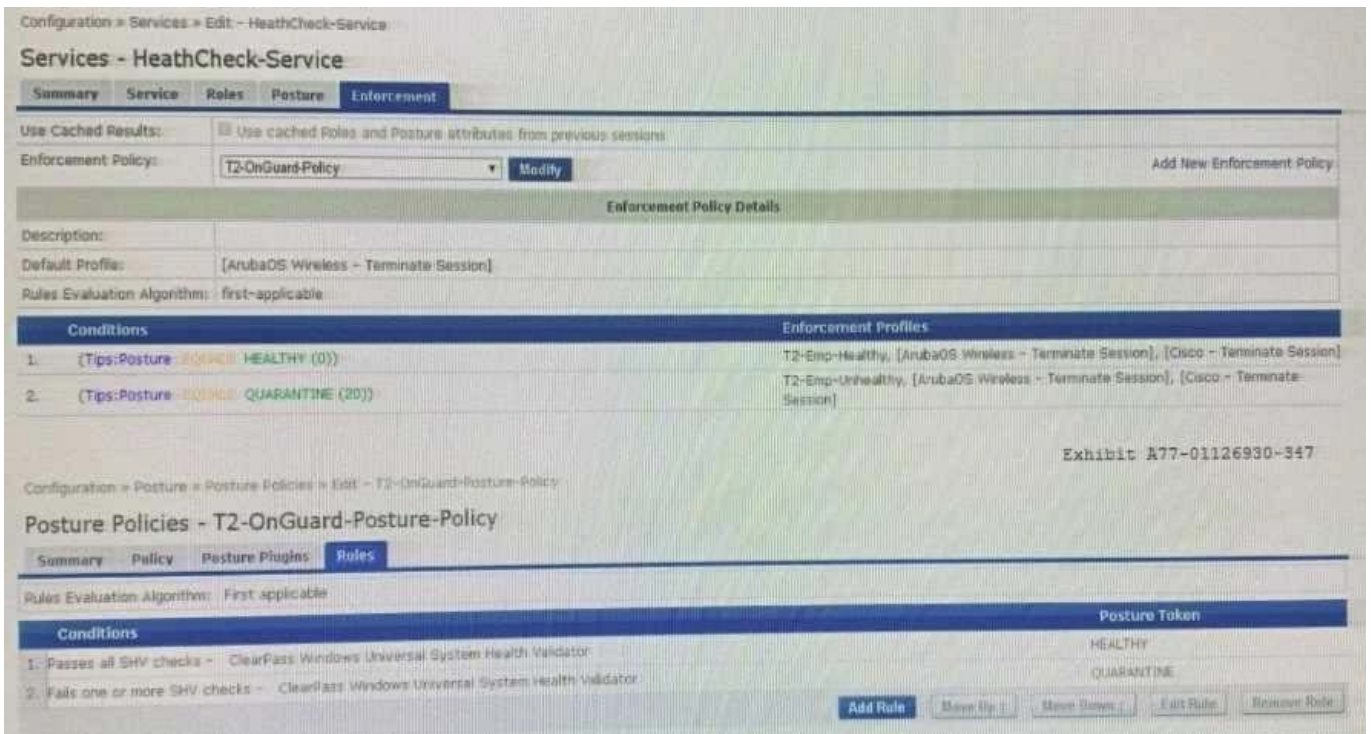 Configuration » Services » Edit - HeathCheck-Service
Services - HeathCheck-Service
Summary Service Roles Posture Enforcement
Use Cached Results: Use cached Roles and Posture attributes from previous sessions
Enforcement Policy: T2-OnGuard-Policy Modify Add New Enforcement Policy
Enforcement Policy Details
Description:
Default Profile: [ArubaOS Wireless - Terminate Session]
Rules Evaluation Algorithm: first-applicable
Conditions Enforcement Profiles
1. (Tips:Posture EQUALS HEALTHY (0)) T2-Emp-Healthy, [ArubaOS Wireless - Terminate Session], [Cisco - Terminate Session]
2. (Tips:Posture EQUALS QUARANTINE (20)) T2-Emp-Unhealthy, [ArubaOS Wireless - Terminate Session], [Cisco - Terminate
Session]
Exhibit A77-01126930-347
Configuration » Posture » Posture Policies » Edit - T2-OnGuard-Posture-Policy
Posture Policies - T2-OnGuard-Posture-Policy
Summary Policy Posture Plugins Rules
Rules Evaluation Algorithm: First applicable
Conditions Posture Token
1. Passes all SHV checks - ClearPass Windows Universal System Health Validator HEALTHY
2. Fails one or more SHV checks - ClearPass Windows Universal System Health Validator QUARANTINE
Add Rule Move Up ↑ Move Down ↓ Edit Rule Remove Rule